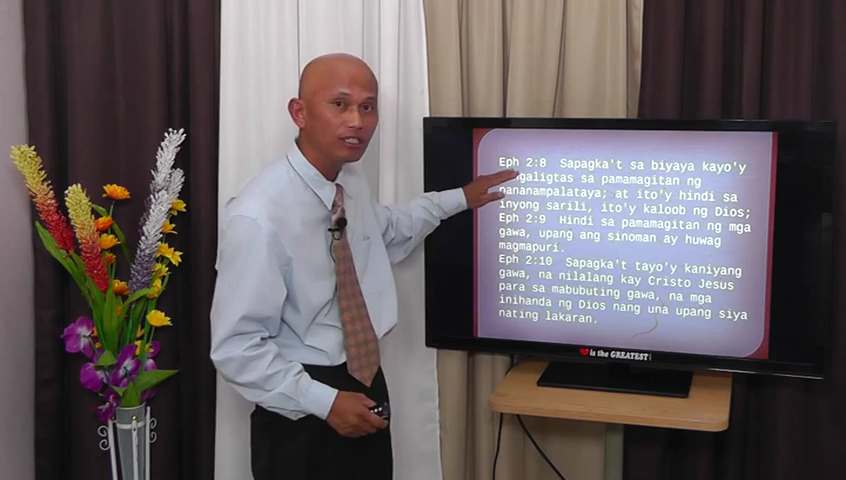 Eph 2:8 Sapagka't sa biyaya kayo'y
ngaligtas sa pamamagitan ng
pananampalataya; at ito'y hindi sa
inyong sarili, ito'y kaloob ng Dios;
Eph 2:9 Hindi sa pamamagitan ng mga
gawa, upang ang sinoman ay huwag
magmapuri.
Eph 2:10 Sapagka't tayo'y kaniyang
gawa, na nilalang kay Cristo Jesus
para sa mabubuting gawa, na mga
inihanda ng Dios nang una upang siya
nating lakaran.
is the GREATEST!